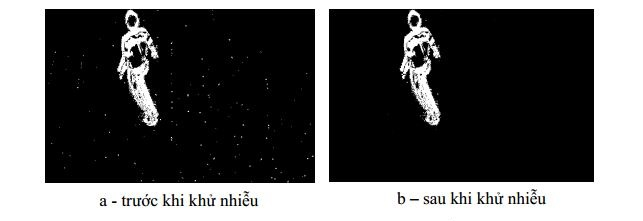 a - trước khi khử nhiễu
b – sau khi khử nhiễu